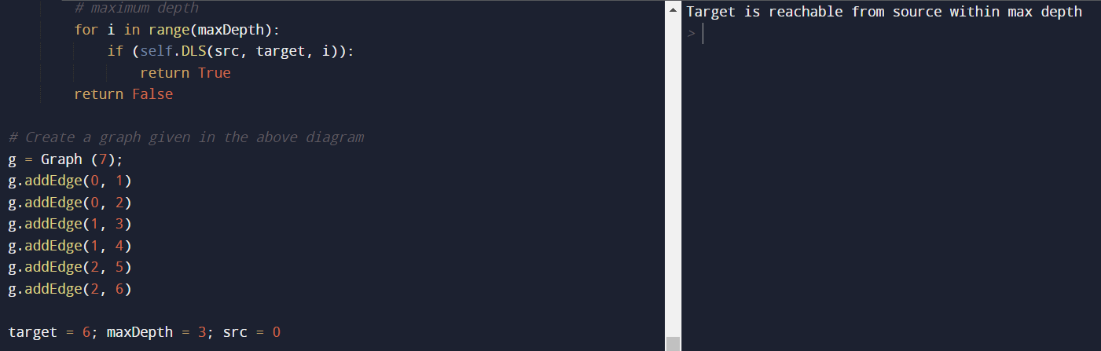 # maximum depth
for i in range(maxDepth):
if (self.DLS(src, target, i)):
return True
return False
# Create a graph given in the above diagram
g = Graph (7);
g.addEdge(0, 1)
g.addEdge(0, 2)
g.addEdge(1, 3)
g.addEdge(1, 4)
g.addEdge(2, 5)
g.addEdge(2, 6)
target = 6; maxDepth = 3; src = 0
Target is reachable from source within max depth
>